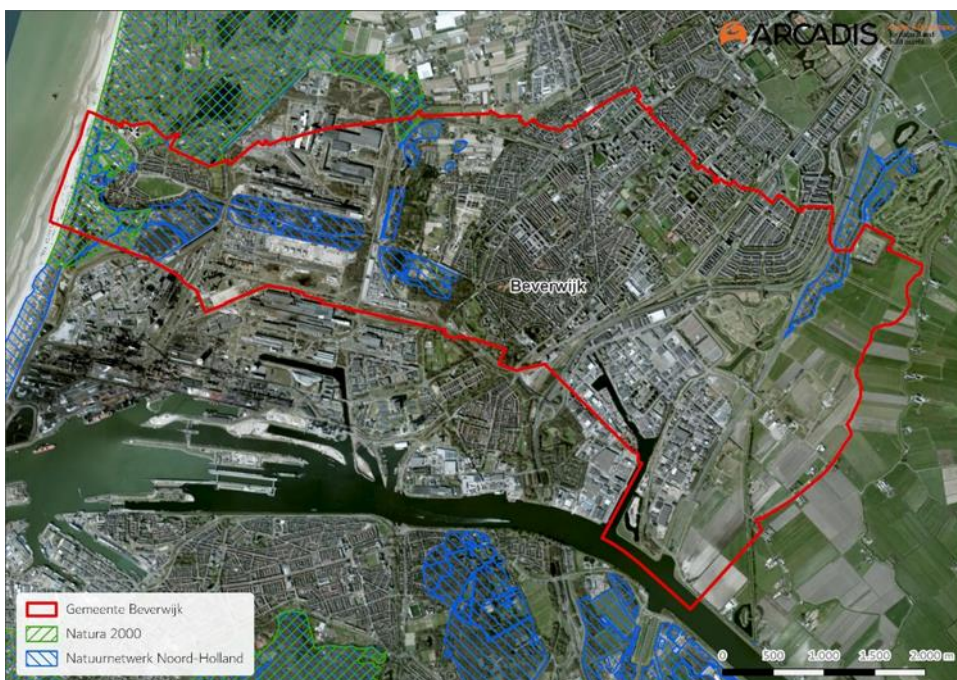 ARCADIS
Beverwijk
Gemeente Beverwijk
Natura 2000
Natuurnetwerk Noord-Holland
0 500 1.000 1.500 2.000 m